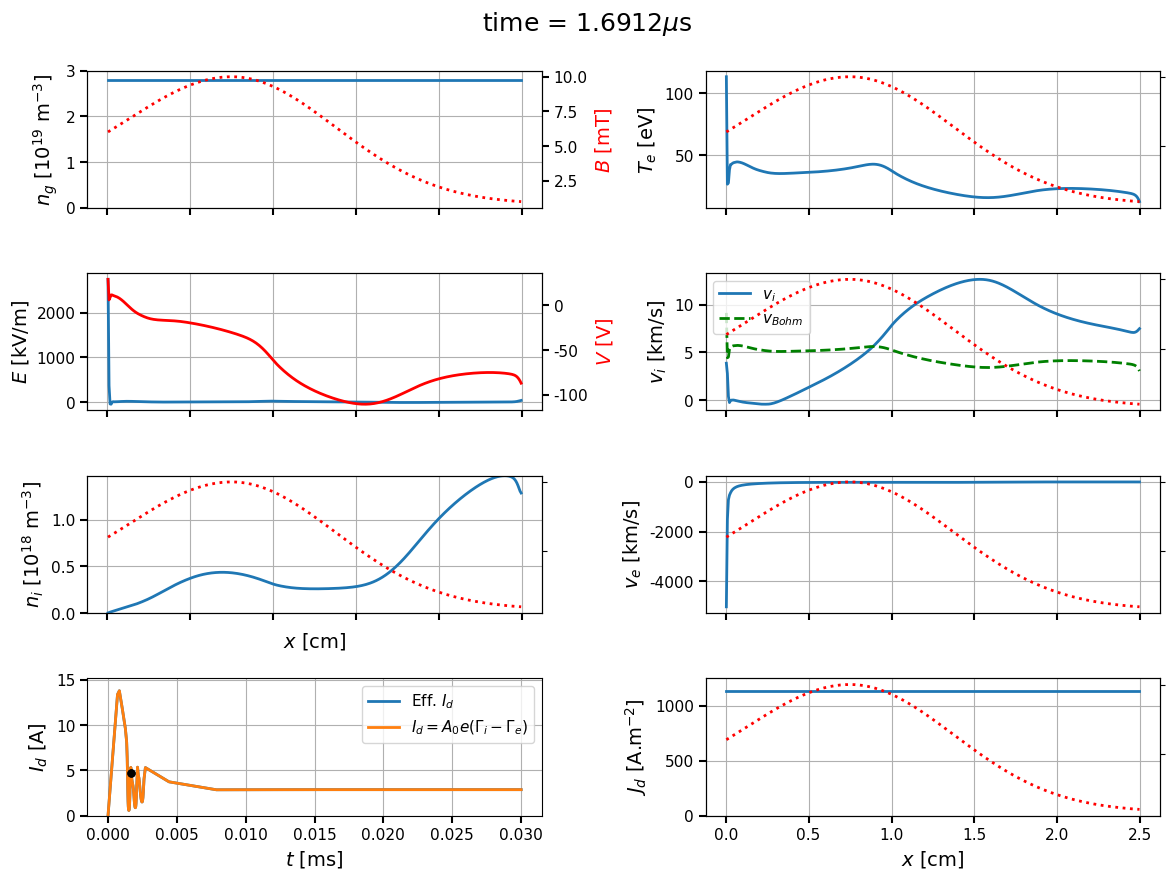 time = 1.6912μs
3
2
1
0
n_g [10^19 m^−3]
10.0
7.5
5.0
2.5
B [mT]
100
50
T_e [eV]
2000
1000
0
E [kV/m]
0
-50
-100
V [V]
10
5
0
v_i [km/s]
v_i
v_Bohm
1.0
0.5
0.0
n_i [10^18 m^−3]
x [cm]
0
-2000
-4000
v_e [km/s]
15
10
5
0
I_d [A]
Eff. I_d
I_d = A_0e(Γ_i − Γ_e)
0.000 0.005 0.010 0.015 0.020 0.025 0.030
t [ms]
1000
500
0
J_d [A.m^−2]
0.0 0.5 1.0 1.5 2.0 2.5
x [cm]